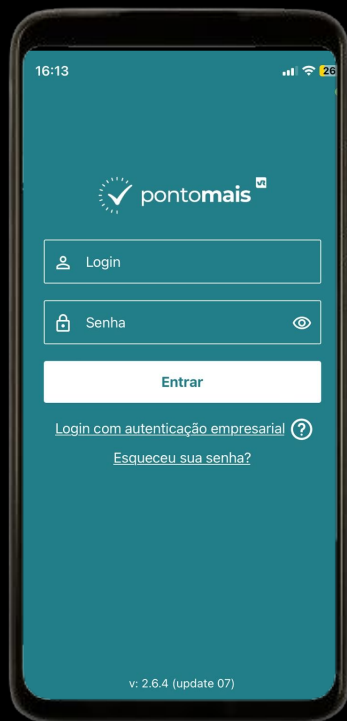 16:13
26
pontomais
Login
Senha
Entrar
Login com autenticação empresarial ?
Esqueceu sua senha?
v: 2.6.4 (update 07)